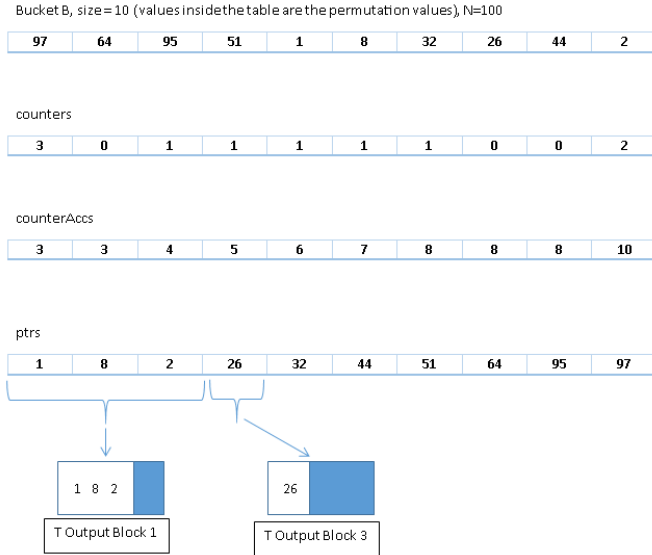 Bucket B, size = 10 (values inside the table are the permutation values), N=100
97 64 95 51 1 8 32 26 44 2
counters
3 0 1 1 1 1 1 0 0 2
counterAccs
3 3 4 5 6 7 8 8 8 10
ptrs
1 8 2 26 32 44 51 64 95 97
1 8 2
26
T Output Block 1
T Output Block 3